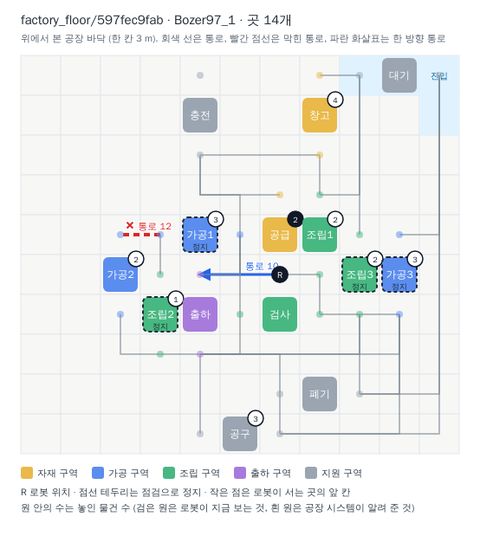 factory_floor/597fec9fab · Bozer97_1 · 곳 14개
위에서 본 공장 바닥 (한 칸 3 m). 회색 선은 통로, 빨간 점선은 막힌 통로, 파란 화살표는 한 방향 통로
대기
전립
4
창고
충전
✕ 통로 12
3
가공1
정지
2
공급
2
조립1
2
가공2
통로 10
R
2
조립3
정지
3
가공3
정지
1
조립2
정지
출하
검사
폐기
3
공구
자재 구역
가공 구역
조립 구역
출하 구역
지원 구역
R 로봇 위치 · 점선 테두리는 점검으로 정지 · 작은 점은 로봇이 서는 곳의 앞 칸
원 안의 수는 놓인 물건 수 (검은 원은 로봇이 지금 보는 것, 흰 원은 공장 시스템이 알려 준 것)